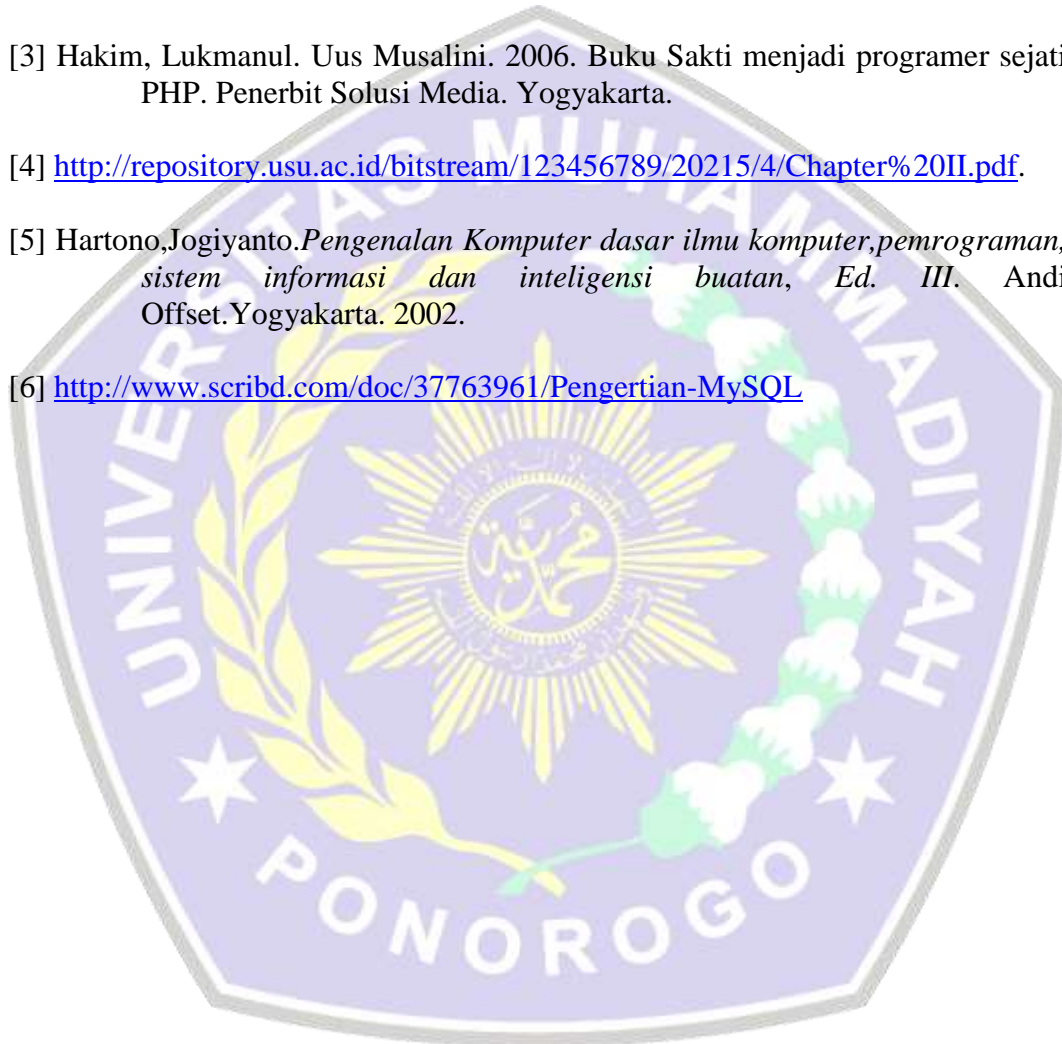 [3] Hakim, Lukmanul. Uus Musalini. 2006. Buku Sakti menjadi programer sejati
PHP. Penerbit Solusi Media. Yogyakarta.
[4] http://repository.usu.ac.id/bitstream/123456789/20215/4/Chapter%20II.pdf.
[5] Hartono,Jogiyanto.Pengenalan Komputer dasar ilmu komputer,pemrograman,
sistem informasi dan inteligensi buatan, Ed. III. Andi
Offset.Yogyakarta. 2002.
[6] http://www.scribd.com/doc/37763961/Pengertian-MySQL
UNIVERSITAS MUHAMMADIYAH
PONOROGO